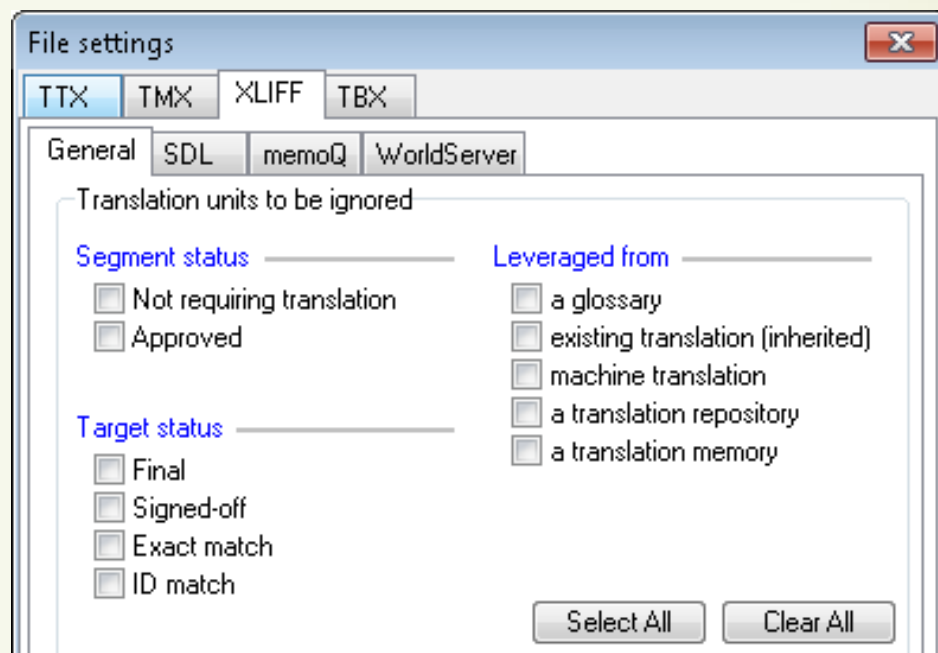 File settings
TTX TMX XLIFF TBX
General SDL memoQ WorldServer
Translation units to be ignored
Segment status
Not requiring translation
Approved
Target status
Final
Signed-off
Exact match
ID match
Leveraged from
a glossary
existing translation (inherited)
machine translation
a translation repository
a translation memory
Select All Clear All